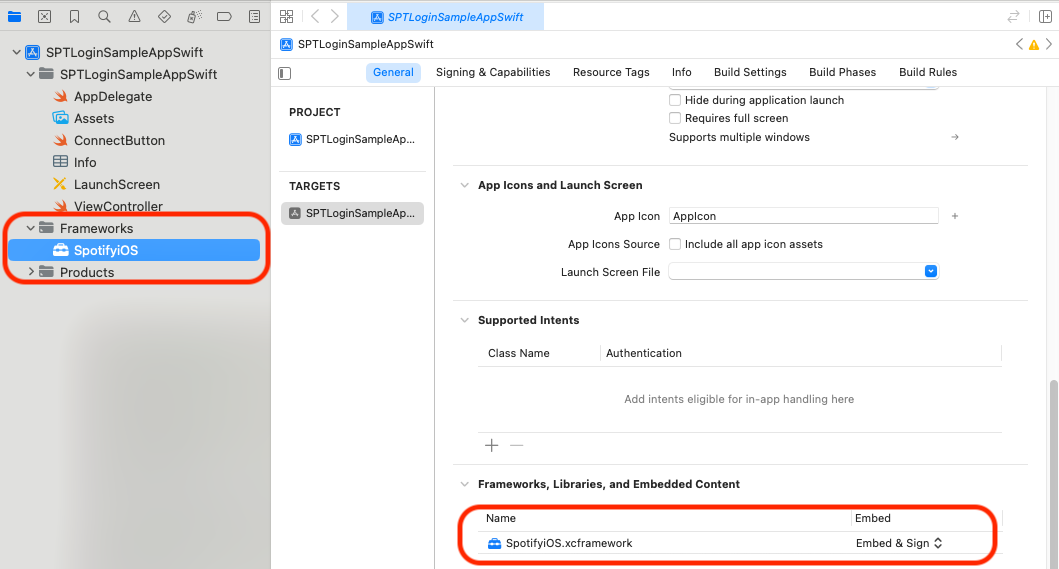 SPTLoginSampleAppSwift
SPTLoginSampleAppSwift
SPTLoginSampleAppSwift
SPTLoginSampleAppSwift
AppDelegate
Assets
ConnectButton
Info
LaunchScreen
ViewController
Frameworks
SpotifyiOS
Products
General Signing & Capabilities Resource Tags Info Build Settings Build Phases Build Rules
PROJECT
SPTLoginSampleAp...
TARGETS
SPTLoginSampleAp...
Hide during application launch
Requires full screen
Supports multiple windows
App Icons and Launch Screen
App Icon AppIcon
App Icons Source Include all app icon assets
Launch Screen File
Supported Intents
Class Name Authentication
Add intents eligible for in-app handling here
Frameworks, Libraries, and Embedded Content
Name Embed
SpotifyiOS.xcframework Embed & Sign